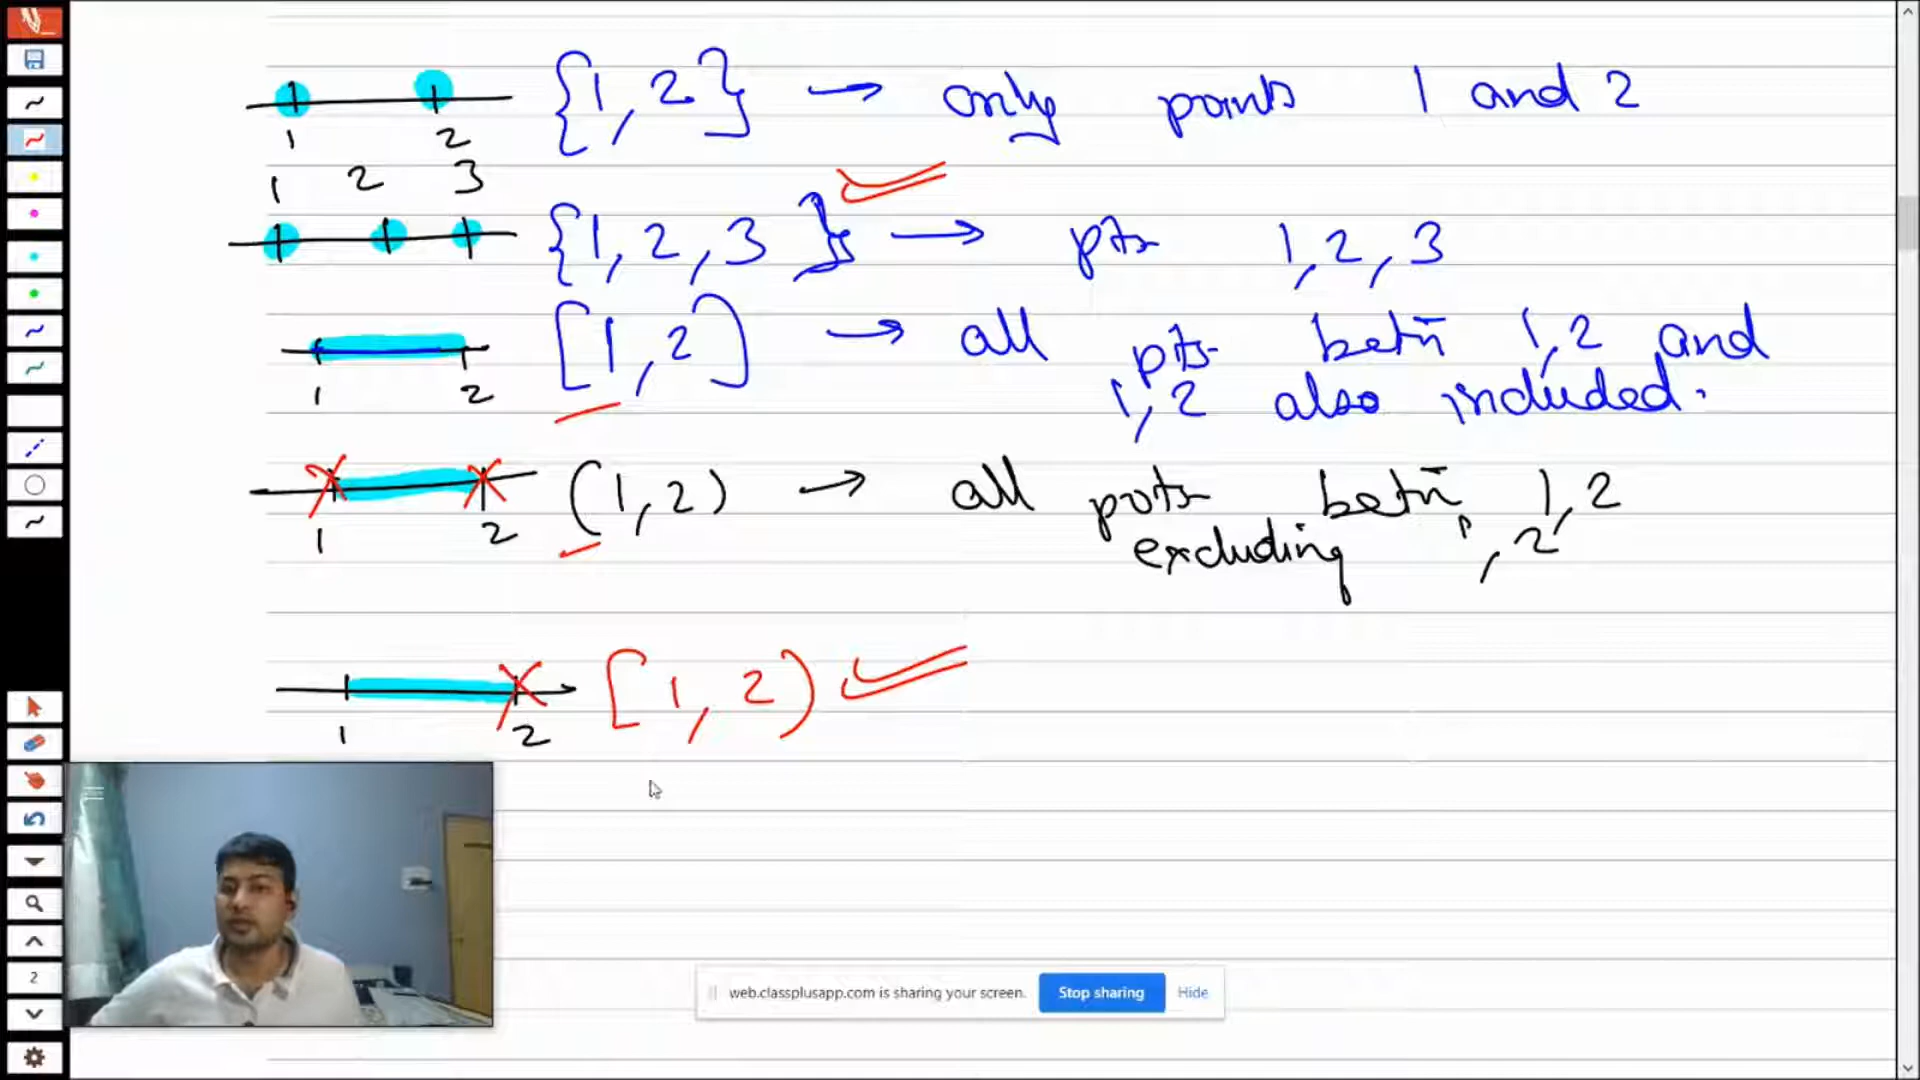 1 2 {1, 2} → only points 1 and 2
1 2 3
{1, 2, 3} → pts 1, 2, 3
1 2 [1, 2] → all pts betn 1, 2 and
1, 2 also included.
1 2 (1, 2) → all pots betn 1, 2
excluding 1, 2
1 2 [1, 2)
web.classplusapp.com is sharing your screen. Stop sharing Hide
2